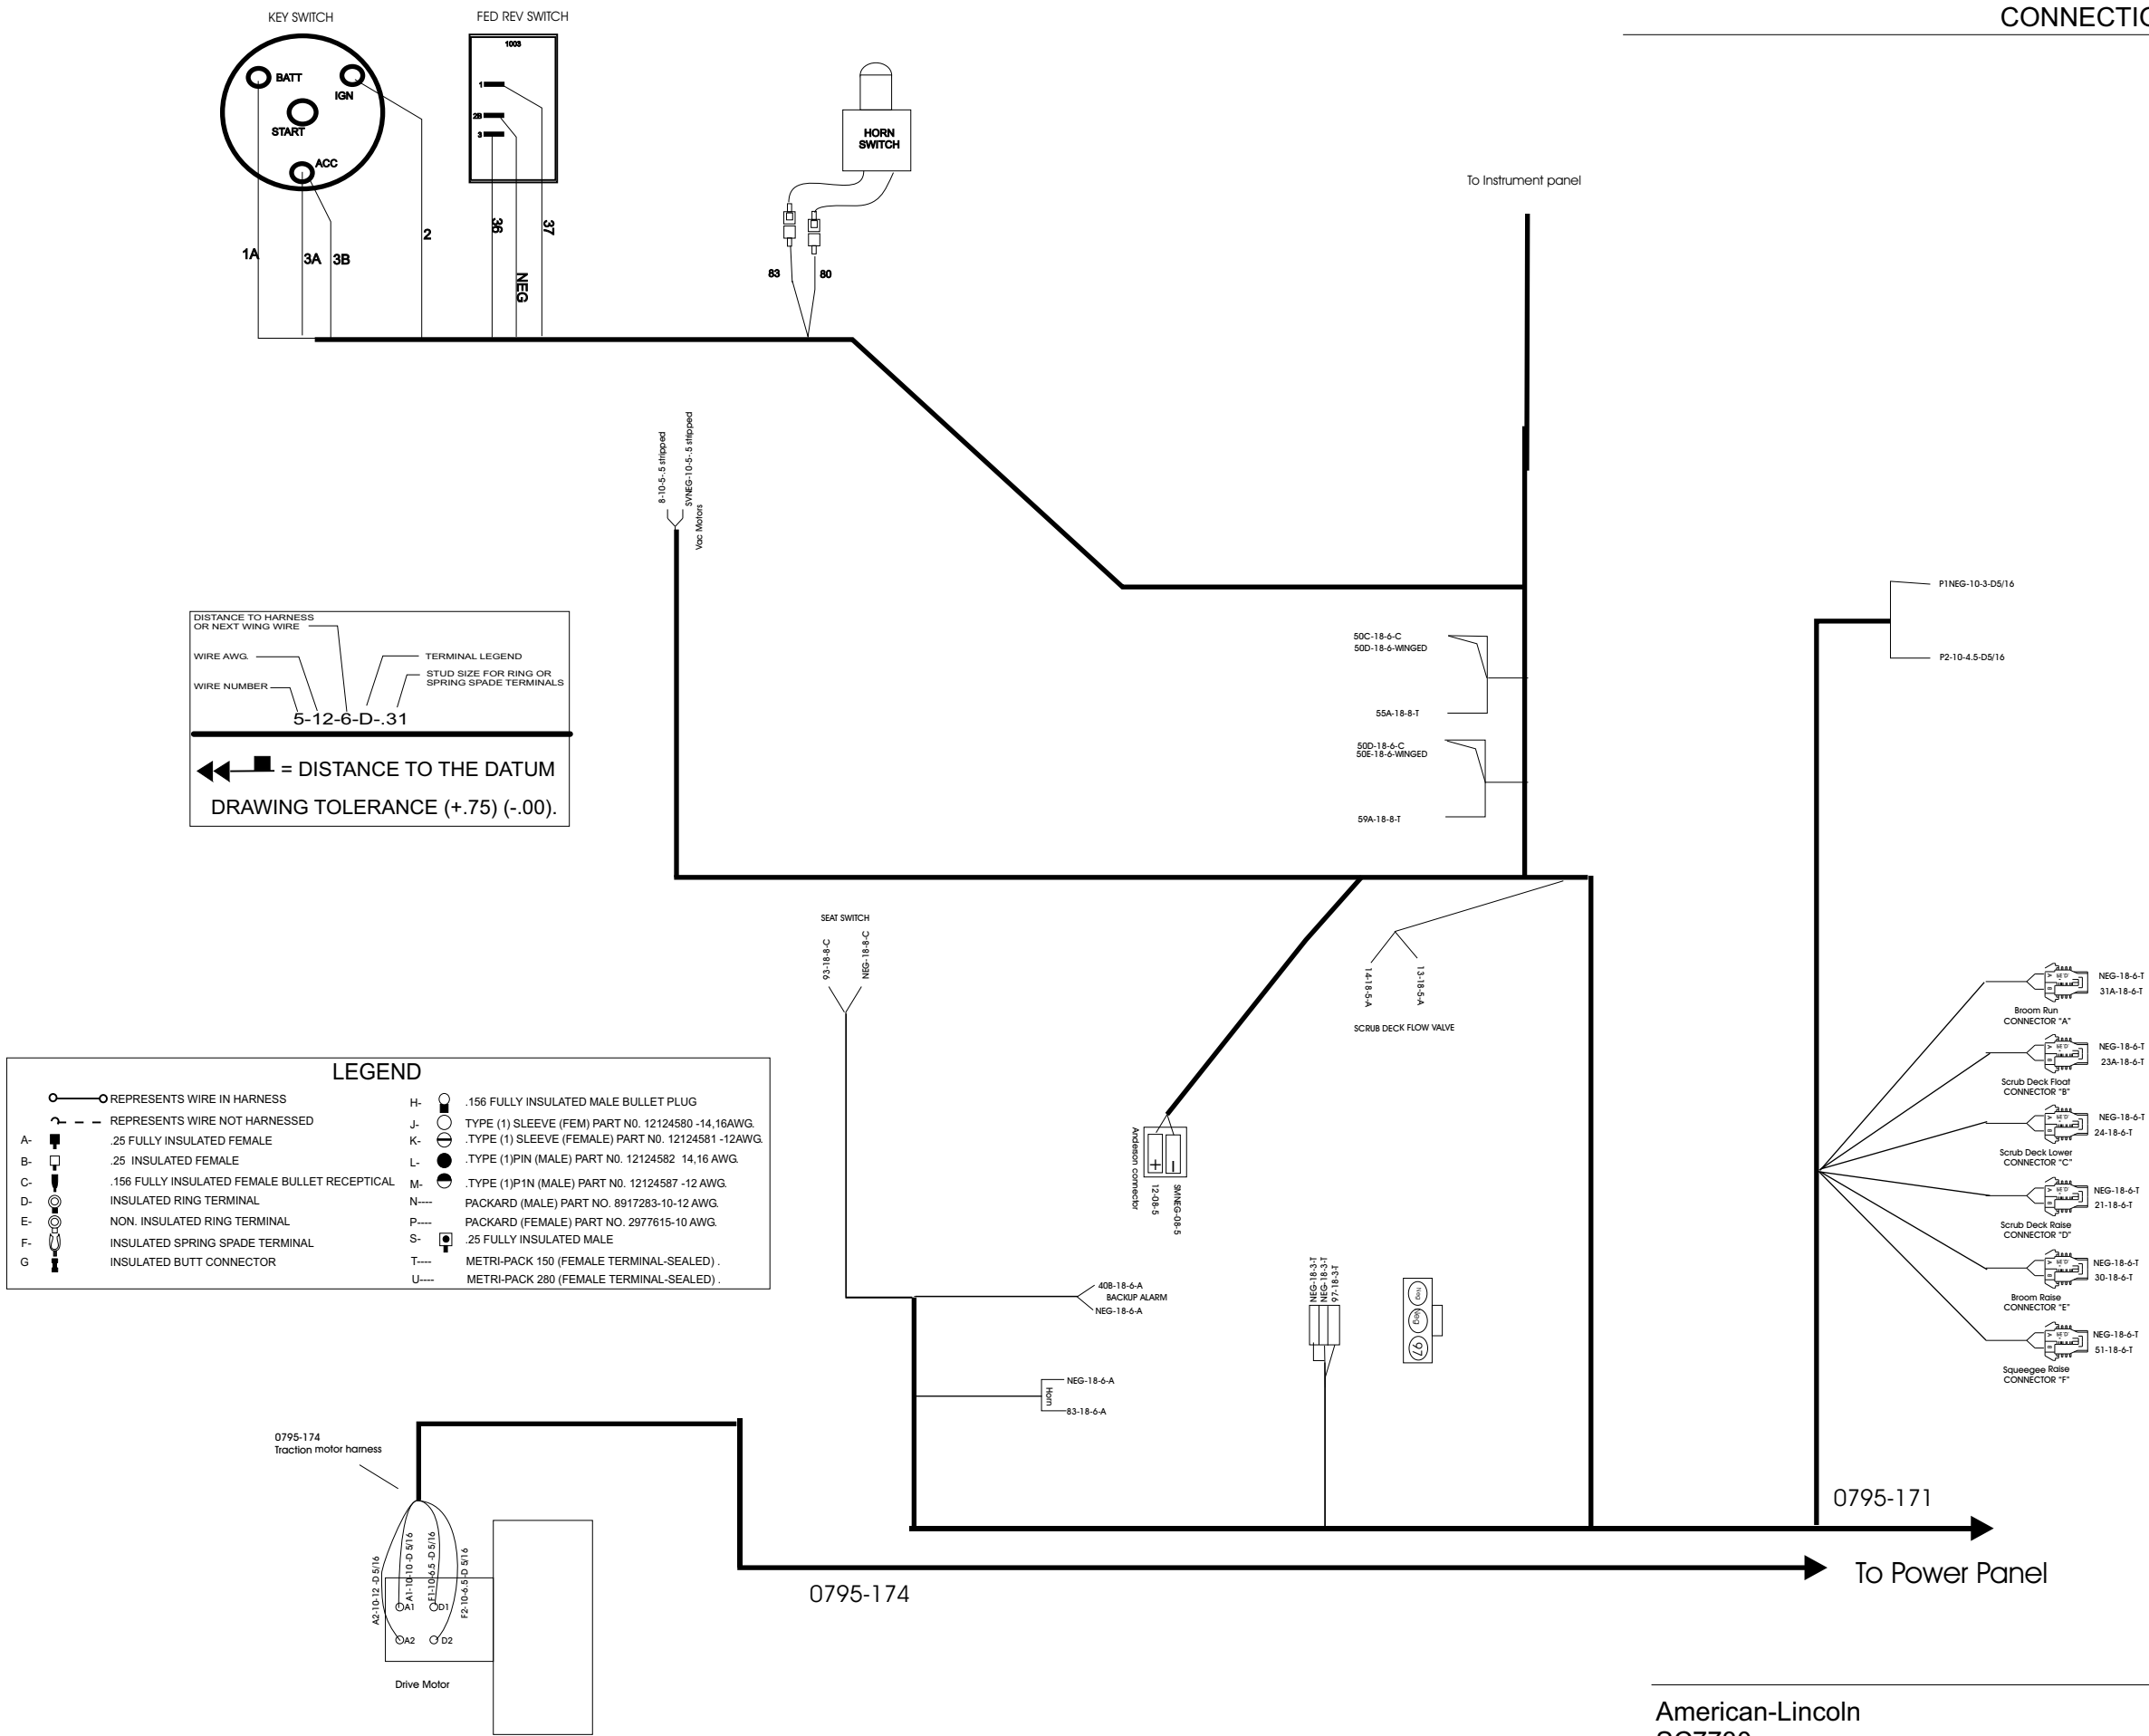 CONNECTIO
KEY SWITCH
FED REV SWITCH
BATT
IGN
START
ACC
1003
1
2B
3
1A
3A
3B
2
36
NEG
37
HORN
SWITCH
83
80
To Instrument panel
8-10-5-.5 stripped
SVNEG-10-5-.5 stripped
Vac Motors
DISTANCE TO HARNESS
OR NEXT WING WIRE
WIRE AWG.
WIRE NUMBER
TERMINAL LEGEND
STUD SIZE FOR RING OR
SPRING SPADE TERMINALS
5-12-6-D-.31
= DISTANCE TO THE DATUM
DRAWING TOLERANCE (+.75) (-.00).
50C-18-6-C
50D-18-6-WINGED
55A-18-8-T
50D-18-6-C
50E-18-6-WINGED
59A-18-8-T
P1NEG-10-3-D5/16
P2-10-4.5-D5/16
SEAT SWITCH
93-18-8-C
NEG-18-8-C
14-18-5-A
13-18-5-A
SCRUB DECK FLOW VALVE
LEGEND
REPRESENTS WIRE IN HARNESS
REPRESENTS WIRE NOT HARNESSED
A- .25 FULLY INSULATED FEMALE
B- .25 INSULATED FEMALE
C- .156 FULLY INSULATED FEMALE BULLET RECEPTICAL
D- INSULATED RING TERMINAL
E- NON. INSULATED RING TERMINAL
F- INSULATED SPRING SPADE TERMINAL
G INSULATED BUTT CONNECTOR
H- .156 FULLY INSULATED MALE BULLET PLUG
J- TYPE (1) SLEEVE (FEM) PART N0. 12124580 -14,16AWG.
K- .TYPE (1) SLEEVE (FEMALE) PART N0. 12124581 -12AWG.
L- .TYPE (1)PIN (MALE) PART N0. 12124582 14,16 AWG.
M- .TYPE (1)P1N (MALE) PART N0. 12124587 -12 AWG.
N---- PACKARD (MALE) PART NO. 8917283-10-12 AWG.
P---- PACKARD (FEMALE) PART NO. 2977615-10 AWG.
S- .25 FULLY INSULATED MALE
T---- METRI-PACK 150 (FEMALE TERMINAL-SEALED) .
U---- METRI-PACK 280 (FEMALE TERMINAL-SEALED) .
Anderson connector
+
12-08-5
SMNEG-08-5
NEG-18-6-T
31A-18-6-T
Broom Run
CONNECTOR "A"
NEG-18-6-T
23A-18-6-T
Scrub Deck Float
CONNECTOR "B"
NEG-18-6-T
24-18-6-T
Scrub Deck Lower
CONNECTOR "C"
NEG-18-6-T
21-18-6-T
Scrub Deck Raise
CONNECTOR "D"
NEG-18-6-T
30-18-6-T
Broom Raise
CONNECTOR "E"
NEG-18-6-T
51-18-6-T
Squeegee Raise
CONNECTOR "F"
40B-18-6-A
BACKUP ALARM
NEG-18-6-A
NEG-18-3-T
NEG-18-3-T
97-18-3-T
Neg
Neg
97
NEG-18-6-A
Horn
83-18-6-A
0795-174
Traction motor harness
A2-10-12 -D 5/16
A1-10-10 -D 5/16
F1-10-6.5 -D 5/16
F2-10-6.5 -D 5/16
A1
D1
A2
D2
Drive Motor
0795-171
0795-174
To Power Panel
American-Lincoln